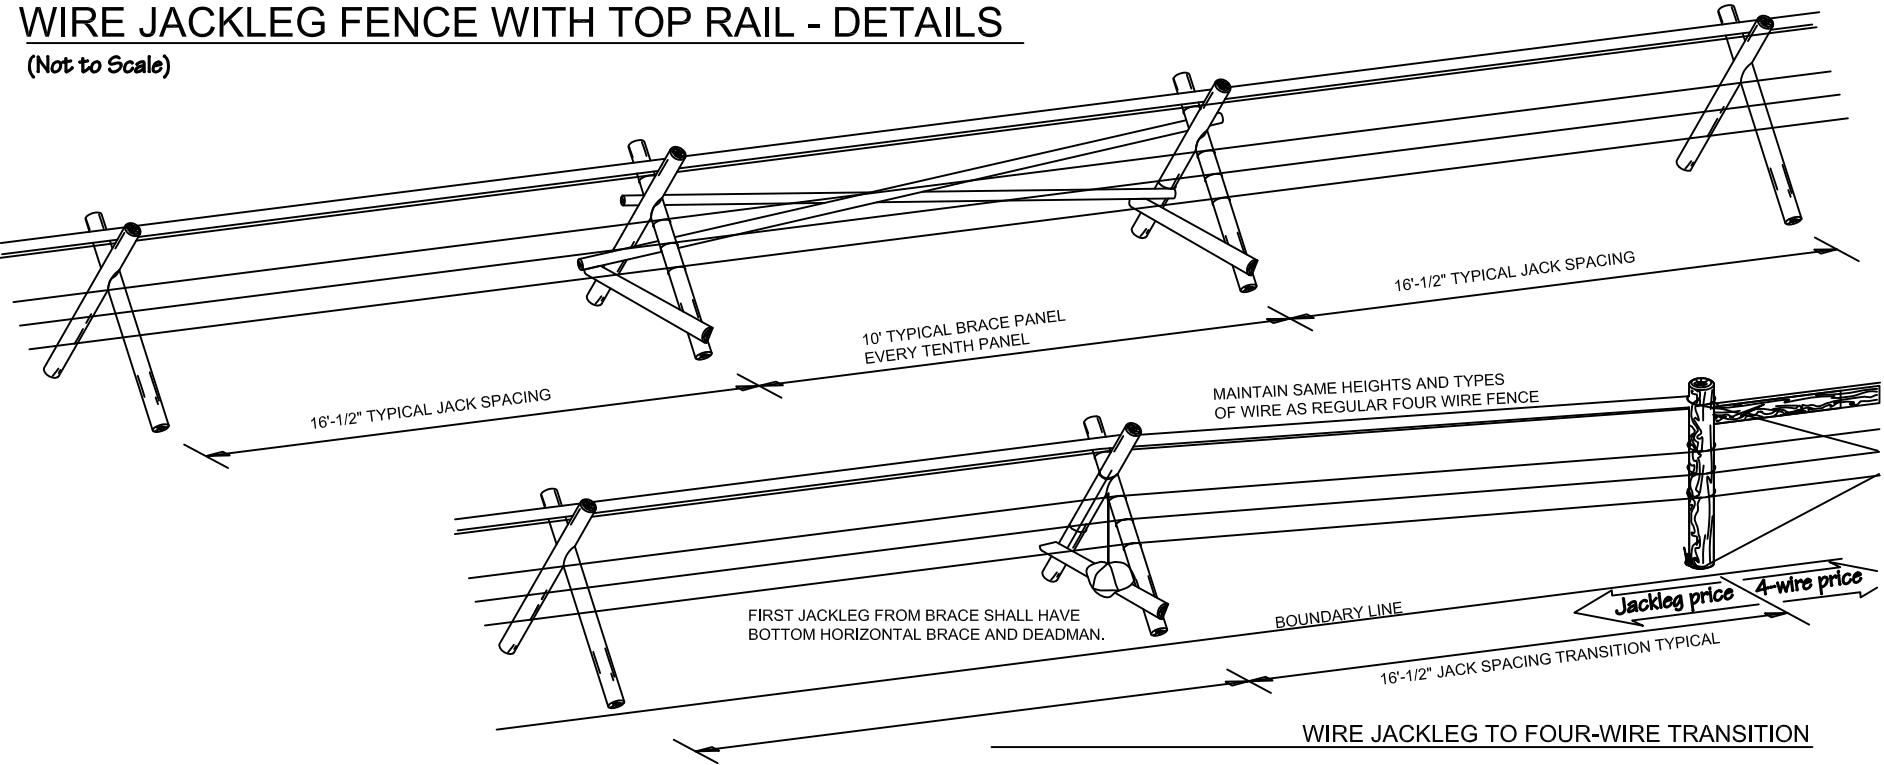 WIRE JACKLEG FENCE WITH TOP RAIL - DETAILS
(Not to Scale)
16'-1/2" TYPICAL JACK SPACING
10' TYPICAL BRACE PANEL
EVERY TENTH PANEL
16'-1/2" TYPICAL JACK SPACING
MAINTAIN SAME HEIGHTS AND TYPES
OF WIRE AS REGULAR FOUR WIRE FENCE
FIRST JACKLEG FROM BRACE SHALL HAVE
BOTTOM HORIZONTAL BRACE AND DEADMAN.
BOUNDARY LINE
Jackleg price
4-wire price
16'-1/2" JACK SPACING TRANSITION TYPICAL
WIRE JACKLEG TO FOUR-WIRE TRANSITION